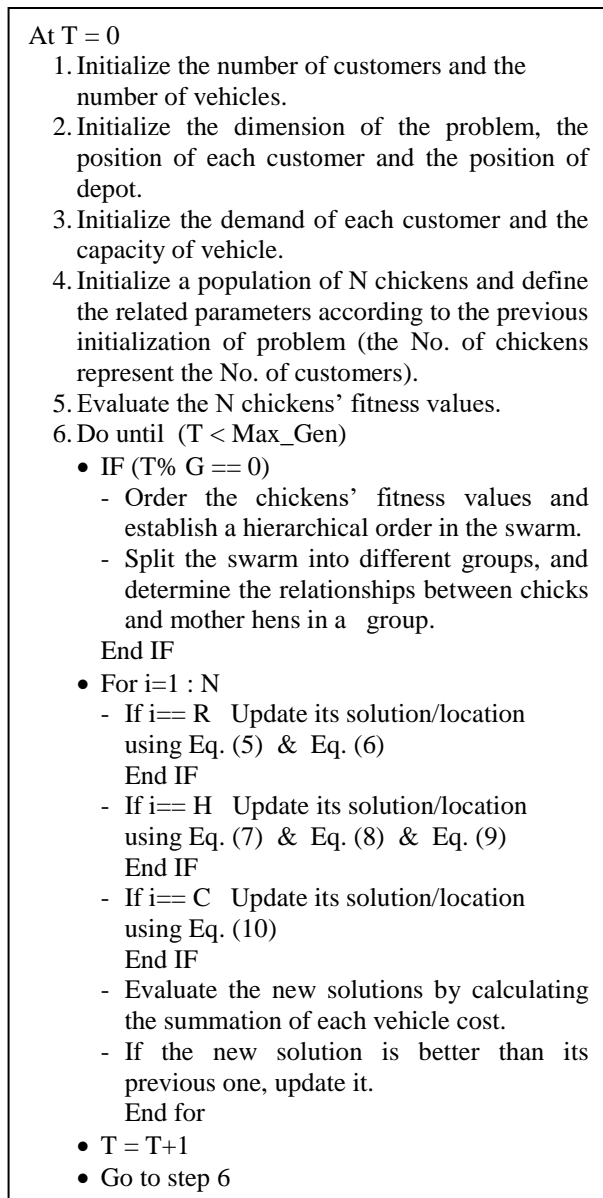 At T = 0
1. Initialize the number of customers and the
number of vehicles.
2. Initialize the dimension of the problem, the
position of each customer and the position of
depot.
3. Initialize the demand of each customer and the
capacity of vehicle.
4. Initialize a population of N chickens and define
the related parameters according to the previous
initialization of problem (the No. of chickens
represent the No. of customers).
5. Evaluate the N chickens’ fitness values.
6. Do until (T < Max_Gen)
• IF (T% G == 0)
- Order the chickens’ fitness values and
establish a hierarchical order in the swarm.
- Split the swarm into different groups, and
determine the relationships between chicks
and mother hens in a group.
End IF
• For i=1 : N
- If i== R Update its solution/location
using Eq. (5) & Eq. (6)
End IF
- If i== H Update its solution/location
using Eq. (7) & Eq. (8) & Eq. (9)
End IF
- If i== C Update its solution/location
using Eq. (10)
End IF
- Evaluate the new solutions by calculating
the summation of each vehicle cost.
- If the new solution is better than its
previous one, update it.
End for
• T = T+1
• Go to step 6